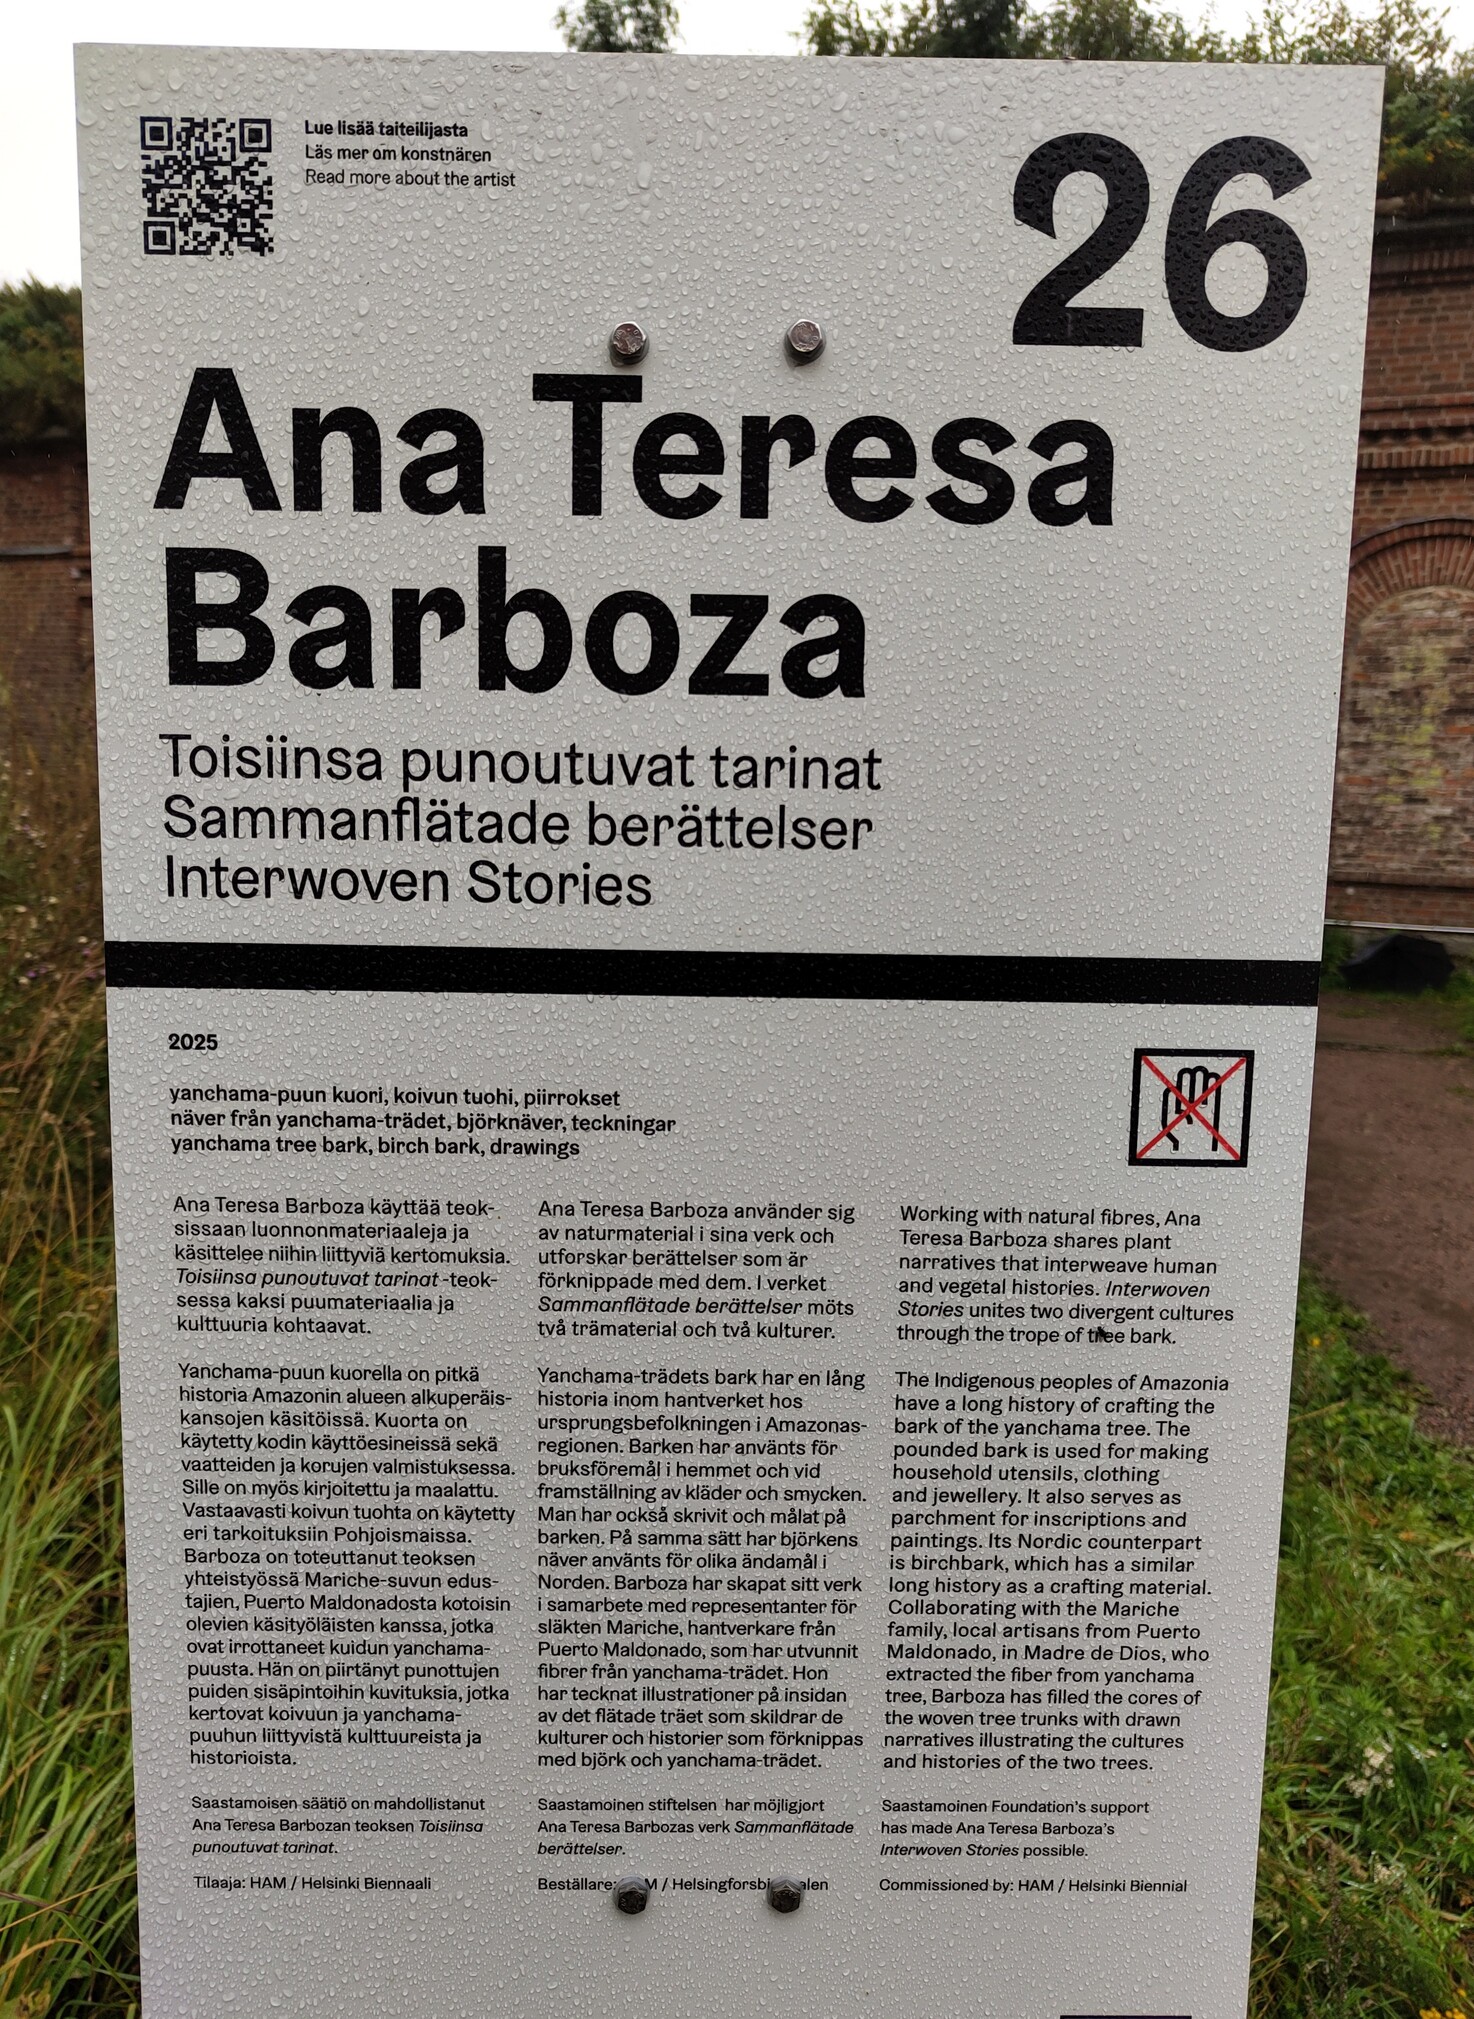 Lue lisää taiteilijasta
Läs mer om konstnären
Read more about the artist
26
Ana Teresa
Barboza
Toisiinsa punoutuvat tarinat
Sammanflätade berättelser
Interwoven Stories
2025
yanchama-puun kuori, koivun tuohi, piirrokset
näver från yanchama-trädet, björknäver, teckningar
yanchama tree bark, birch bark, drawings
Ana Teresa Barboza käyttää teok-
sissaan luonnonmateriaaleja ja
käsittelee niihin liittyviä kertomuksia.
Toisiinsa punoutuvat tarinat -teok-
sessa kaksi puumateriaalia ja
kulttuuria kohtaavat.
Yanchama-puun kuorella on pitkä
historia Amazonin alueen alkuperäis-
kansojen käsitöissä. Kuorta on
käytetty kodin käyttöesineissä sekä
vaatteiden ja korujen valmistuksessa.
Sille on myös kirjoitettu ja maalattu.
Vastaavasti koivun tuohta on käytetty
eri tarkoituksiin Pohjoismaissa.
Barboza on toteuttanut teoksen
yhteistyössä Mariche-suvun edus-
tajien, Puerto Maldonadosta kotoisin
olevien käsityöläisten kanssa, jotka
ovat irrottaneet kuidun yanchama-
puusta. Hän on piirtänyt punottujen
puiden sisäpintoihin kuvituksia, jotka
kertovat koivuun ja yanchama-
puuhun liittyvistä kulttuureista ja
historioista.
Saastamoisen säätiö on mahdollistanut
Ana Teresa Barbozan teoksen Toisiinsa
punoutuvat tarinat.
Tilaaja: HAM / Helsinki Biennaali
Ana Teresa Barboza använder sig
av naturmaterial i sina verk och
utforskar berättelser som är
förknippade med dem. I verket
Sammanflätade berättelser möts
två trämaterial och två kulturer.
Yanchama-trädets bark har en lång
historia inom hantverket hos
ursprungsbefolkningen i Amazonas-
regionen. Barken har använts för
bruksföremål i hemmet och vid
framställning av kläder och smycken.
Man har också skrivit och målat på
barken. På samma sätt har björkens
näver använts för olika ändamål i
Norden. Barboza har skapat sitt verk
i samarbete med representanter för
släkten Mariche, hantverkare från
Puerto Maldonado, som har utvunnit
fibrer från yanchama-trädet. Hon
har tecknat illustrationer på insidan
av det flätade träet som skildrar de
kulturer och historier som förknippas
med björk och yanchama-trädet.
Saastamoinen stiftelsen har möjligjort
Ana Teresa Barbozas verk Sammanflätade
berättelser.
Beställare: / 
Working with natural fibres, Ana
Teresa Barboza shares plant
narratives that interweave human
and vegetal histories. Interwoven
Stories unites two divergent cultures
through the trope of tree bark.
The Indigenous peoples of Amazonia
have a long history of crafting the
bark of the yanchama tree. The
pounded bark is used for making
household utensils, clothing
and jewellery. It also serves as
parchment for inscriptions and
paintings. Its Nordic counterpart
is birchbark, which has a similar
long history as a crafting material.
Collaborating with the Mariche
family, local artisans from Puerto
Maldonado, in Madre de Dios, who
extracted the fiber from yanchama
tree, Barboza has filled the cores of
the woven tree trunks with drawn
narratives illustrating the cultures
and histories of the two trees.
Saastamoinen Foundation's support
has made Ana Teresa Barboza's
Interwoven Stories possible.
Commissioned by: HAM / Helsinki Biennial